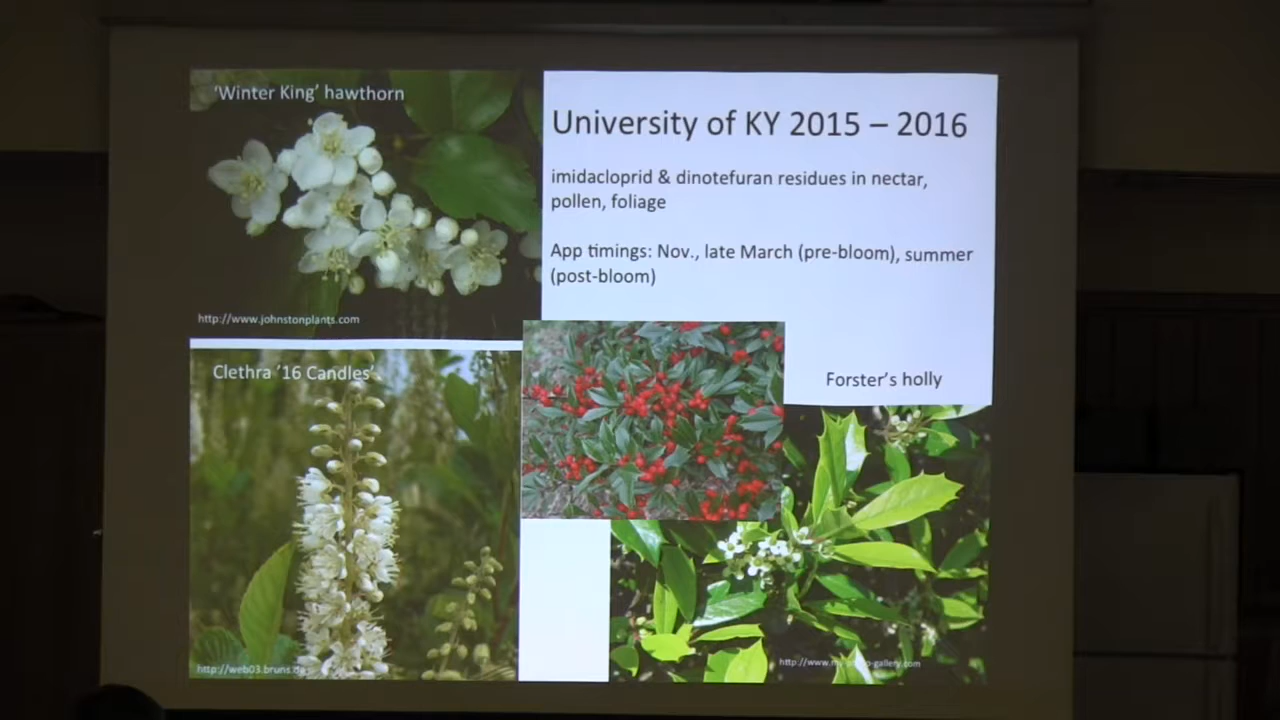 'Winter King' hawthorn
University of KY 2015 – 2016
imidacloprid & dinotefuran residues in nectar,
pollen, foliage
App timings: Nov., late March (pre-bloom), summer
(post-bloom)
http://www.johnstonplants.com
Clethra '16 Candles'
Forster's holly
http://web03.bruns.de